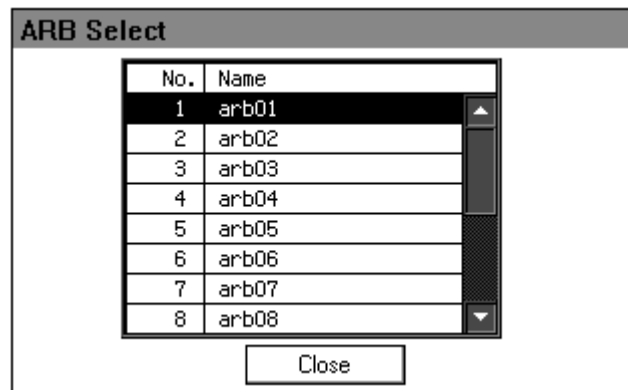 ARB Select
No. Name
1 arb01
2 arb02
3 arb03
4 arb04
5 arb05
6 arb06
7 arb07
8 arb08
Close